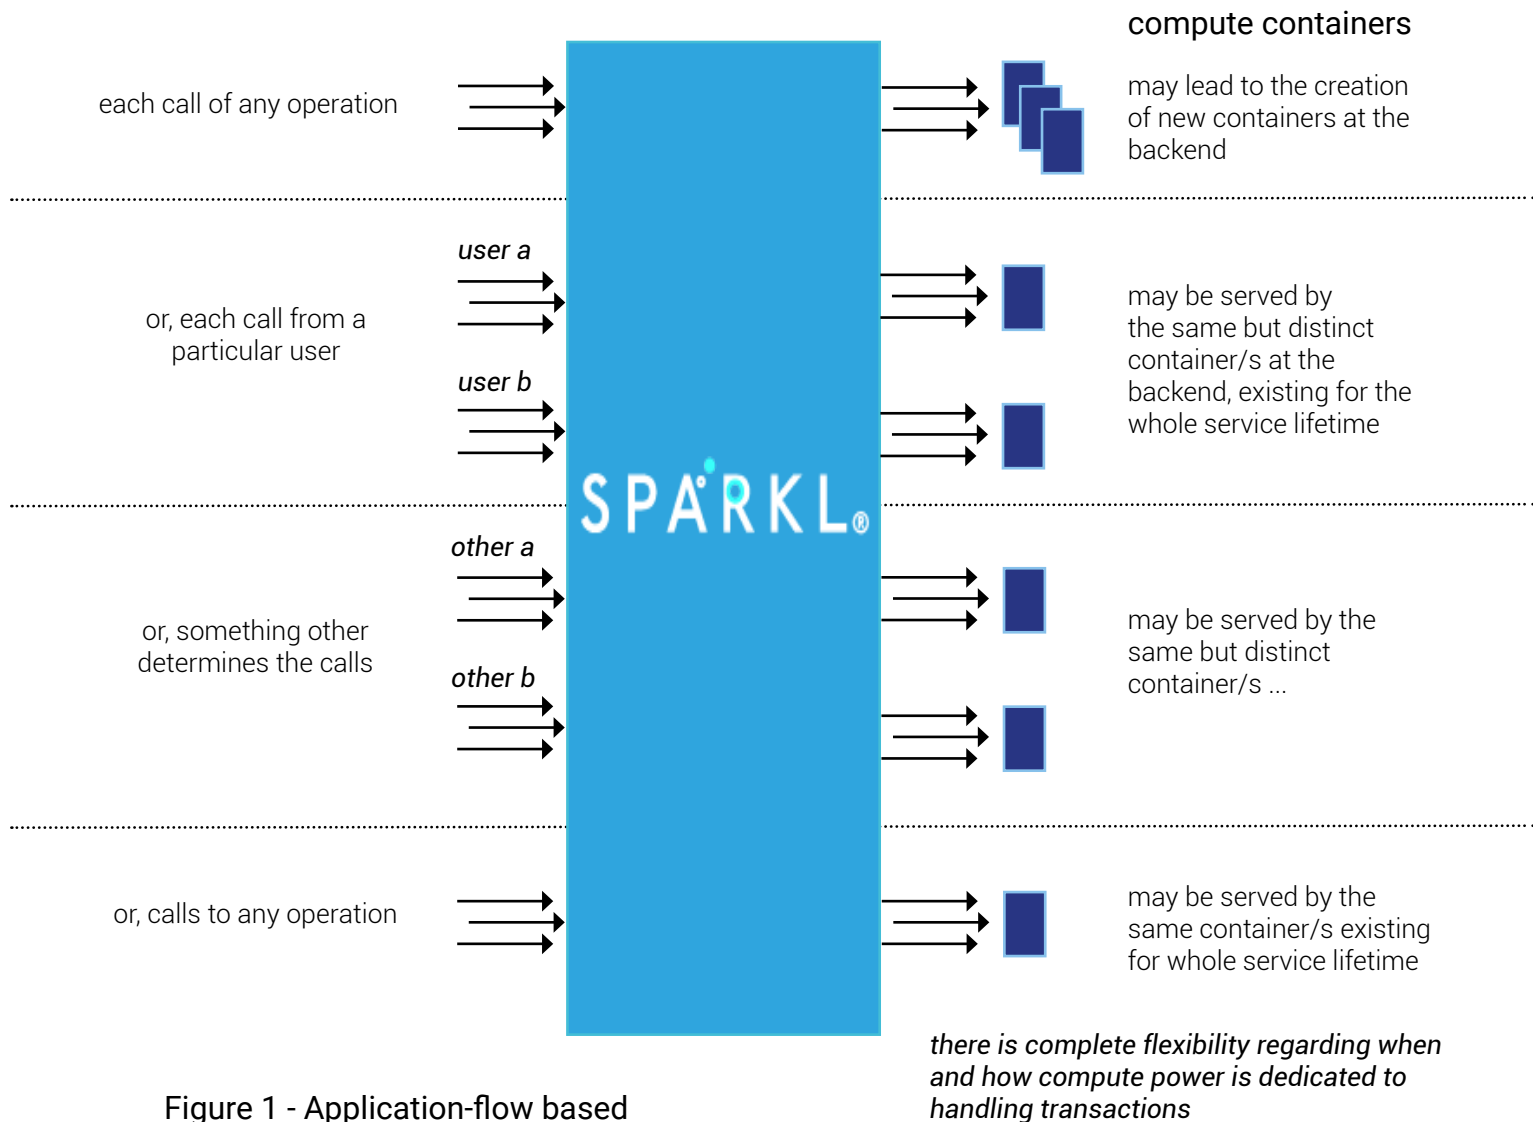 compute containers
each call of any operation
may lead to the creation
of new containers at the
backend
user a
or, each call from a
particular user
user b
may be served by
the same but distinct
container/s at the
backend, existing for the
whole service lifetime
SPARKL®
other a
or, something other
determines the calls
other b
may be served by the
same but distinct
container/s ...
or, calls to any operation
may be served by the
same container/s existing
for whole service lifetime
there is complete flexibility regarding when
and how compute power is dedicated to
handling transactions
Figure 1 - Application-flow based